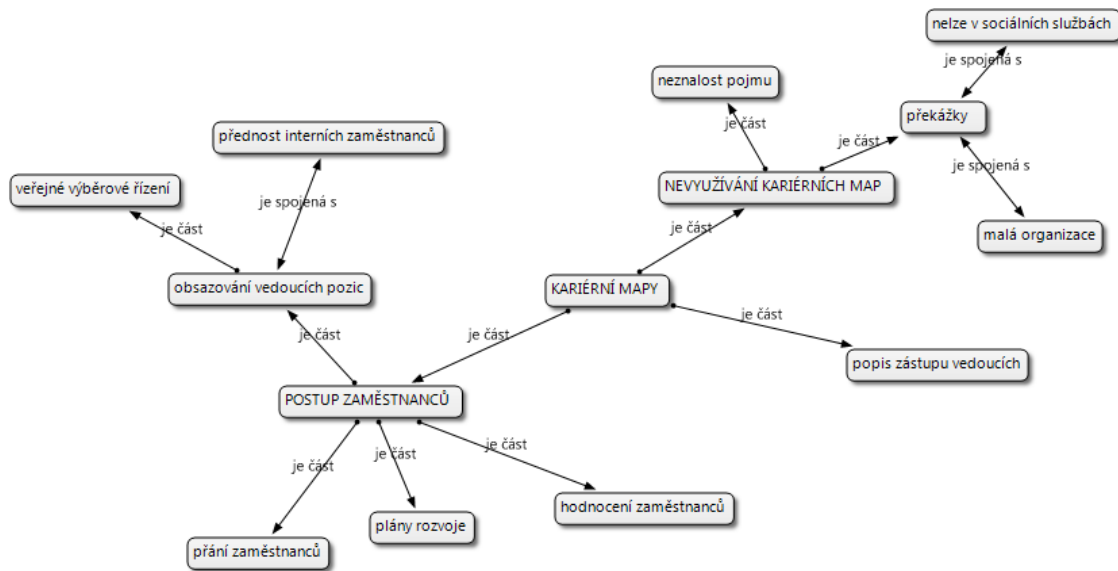 nelze v sociálních službách
je spojená s
neznalost pojmu
překážky
přednost interních zaměstnanců
je část
je část
je spojená s
veřejné výběrové řízení
NEVYUŽÍVÁNÍ KARIÉRNÍCH MAP
je spojená s
je část
je část
malá organizace
obsazování vedoucích pozic
KARIÉRNÍ MAPY
je část
je část
je část
popis zástupu vedoucích
POSTUP ZAMĚSTNANCŮ
je část
je část
je část
hodnocení zaměstnanců
plány rozvoje
přání zaměstnanců